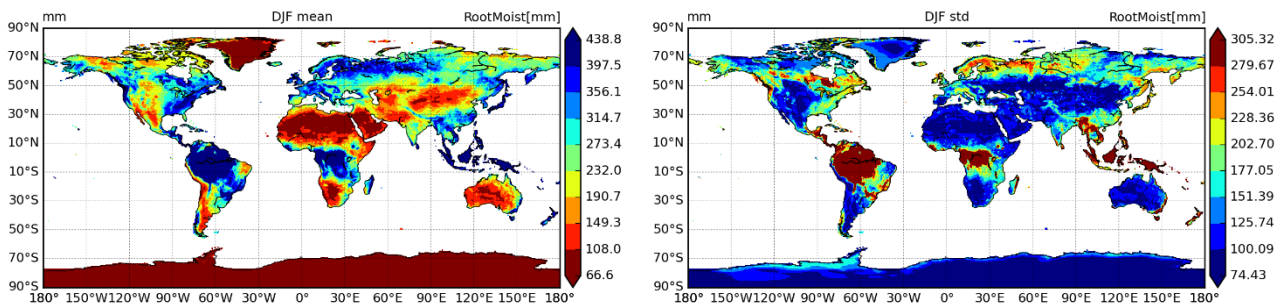 mm DJF mean RootMoist[mm]
90°N
70°N
50°N
30°N
10°N
10°S
30°S
50°S
70°S
90°S
180° 150°W 120°W 90°W 60°W 30°W 0° 30°E 60°E 90°E 120°E 150°E 180°
438.8
397.5
356.1
314.7
273.4
232.0
190.7
149.3
108.0
66.6
mm DJF std RootMoist[mm]
90°N
70°N
50°N
30°N
10°N
10°S
30°S
50°S
70°S
90°S
180° 150°W 120°W 90°W 60°W 30°W 0° 30°E 60°E 90°E 120°E 150°E 180°
305.32
279.67
254.01
228.36
202.70
177.05
151.39
125.74
100.09
74.43